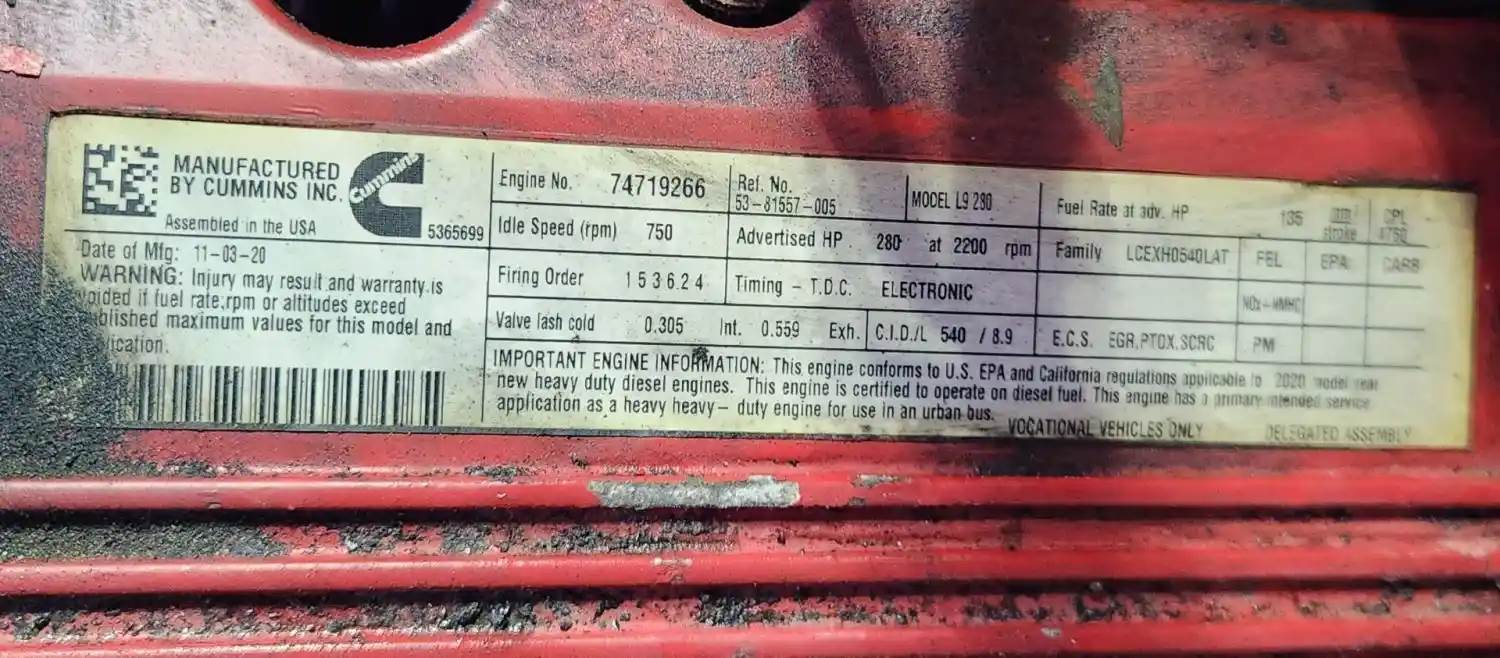 MANUFACTURED
BY CUMMINS INC.
Cummins
Assembled in the USA
5365699
Date of Mfg: 11-03-20
WARNING: Injury may result and warranty is
voided if fuel rate,rpm or altitudes exceed
published maximum values for this model and
application.
Engine No. 74719266
Ref. No.
53-81557-005
MODEL L9 280
Fuel Rate at adv. HP 135 mm/stroke
CPL
Idle Speed (rpm) 750
Advertised HP 280 at 2200 rpm
Family LCEXH0540LAT FEL EPA CARB
Firing Order 1 5 3 6 2 4
Timing - T.D.C. ELECTRONIC
NOx-NMHC
Valve lash cold 0.305 Int. 0.559 Exh.
C.I.D./L 540 / 8.9
E.C.S. EGR,PTOX,SCRC PM
IMPORTANT ENGINE INFORMATION: This engine conforms to U.S. EPA and California regulations applicable to 2020 model year
new heavy duty diesel engines. This engine is certified to operate on diesel fuel. This engine has a primary intended service
application as a heavy heavy- duty engine for use in an urban bus.
VOCATIONAL VEHICLES ONLY DELEGATED ASSEMBLY